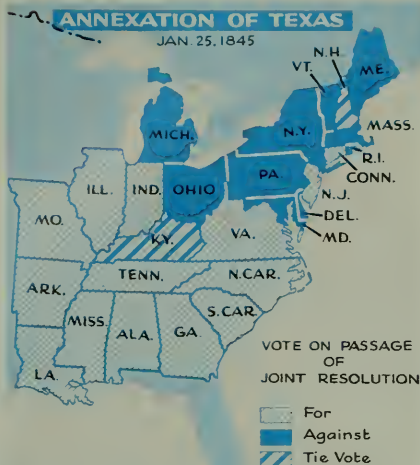 ANNEXATION OF TEXAS
JAN. 25, 1845
N.H.
VT.
ME.
MICH.
N.Y.
MASS.
R.I.
CONN.
ILL.
IND.
OHIO
PA.
N.J.
DEL.
MD.
MO.
KY.
VA.
TENN.
N.CAR.
ARK.
S.CAR.
MISS.
ALA.
GA.
LA.
VOTE ON PASSAGE
OF
JOINT RESOLUTION
For
Against
Tie Vote